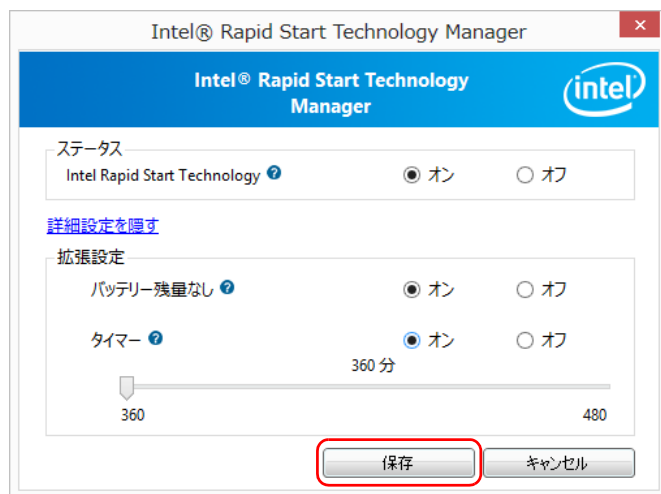 Intel® Rapid Start Technology Manager
Intel® Rapid Start Technology
Manager
intel
ステータス
Intel Rapid Start Technology ? オン オフ
詳細設定を隠す
拡張設定
バッテリー残量なし ? オン オフ
タイマー ? オン オフ
360 分
360 480
保存 キャンセル